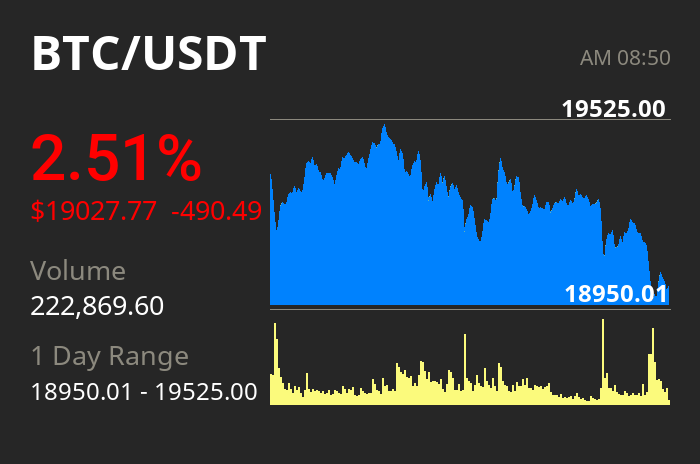 BTC/USDT
AM 08:50
19525.00
2.51%
$19027.77 -490.49
Volume
222,869.60
18950.01
1 Day Range
18950.01 - 19525.00